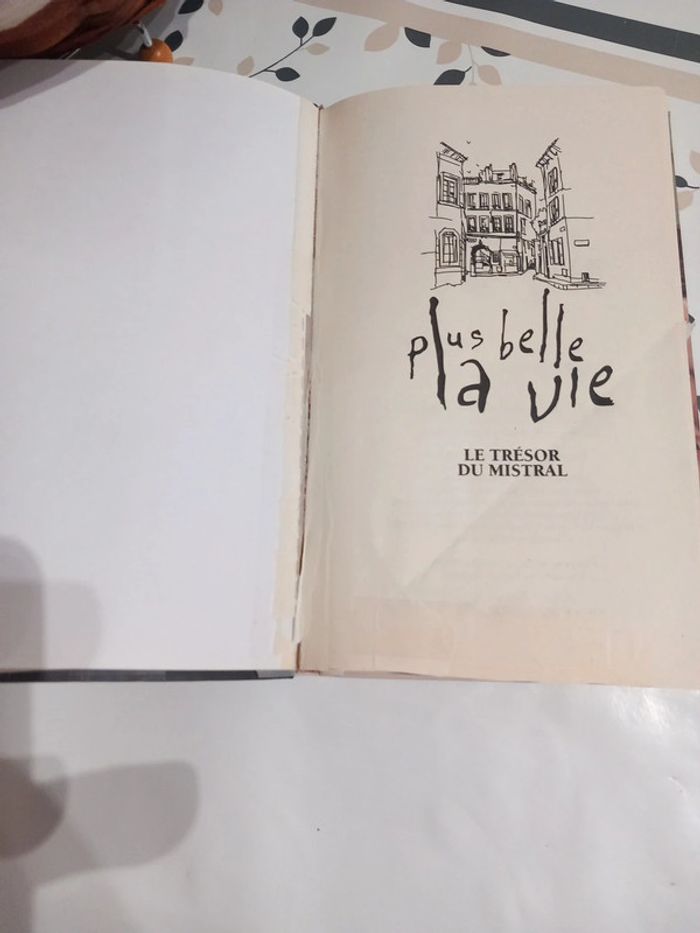 plus belle
la vie
LE TRÉSOR
DU MISTRAL